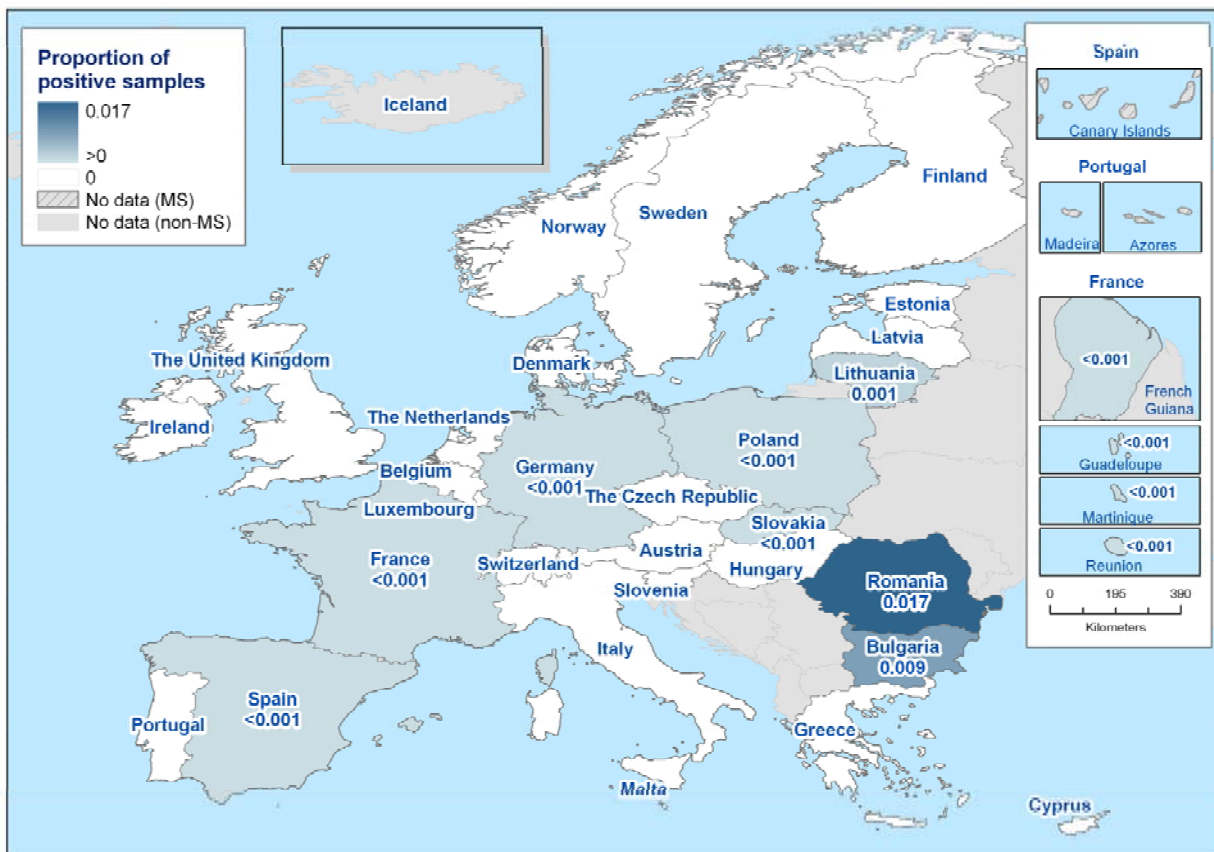 Proportion of
positive samples
0.017
>0
0
No data (MS)
No data (non-MS)
Iceland
Spain
Canary Islands
Portugal
Madeira
Azores
France
<0.001
French
Guiana
<0.001
Guadeloupe
<0.001
Martinique
<0.001
Reunion
0 195 390
Kilometers
Finland
Norway
Sweden
Estonia
Latvia
Lithuania
0.001
Denmark
The United Kingdom
Ireland
The Netherlands
Belgium
Luxembourg
Germany
<0.001
Poland
<0.001
The Czech Republic
Slovakia
<0.001
Austria
Hungary
Switzerland
Slovenia
France
<0.001
Romania
0.017
Bulgaria
0.009
Italy
Spain
<0.001
Portugal
Greece
Malta
Cyprus